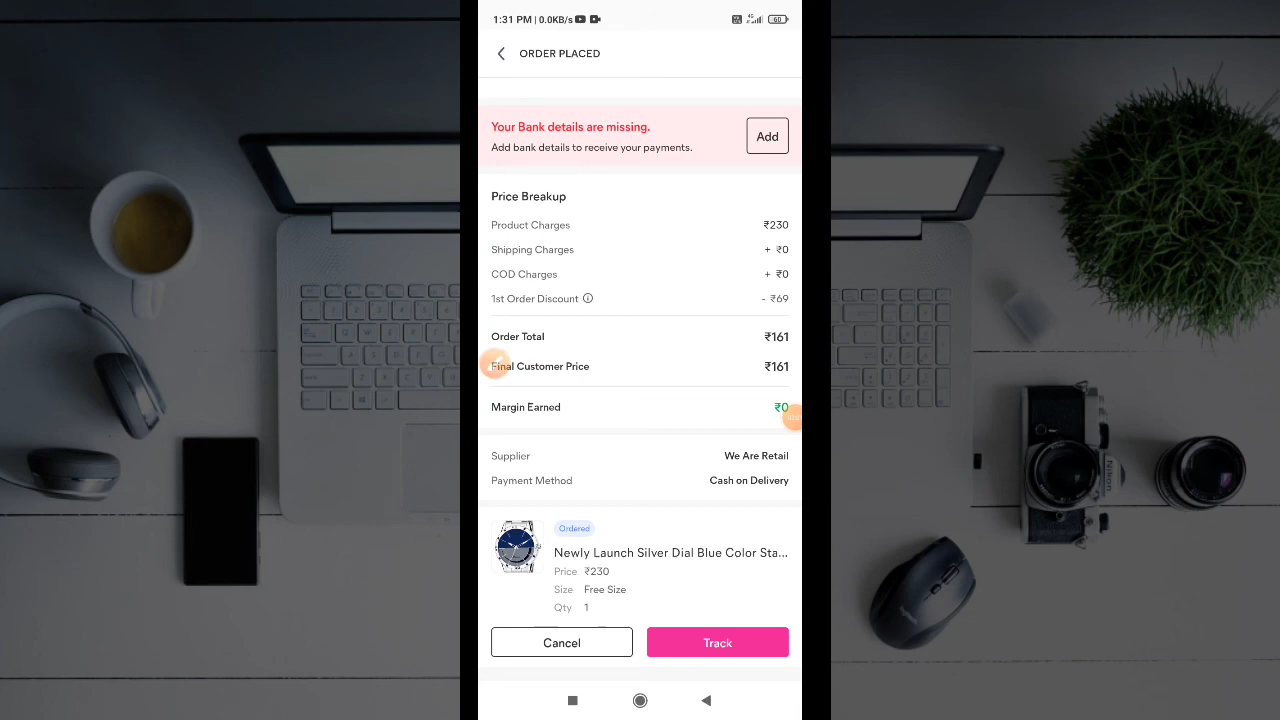 1:31 PM | 0.0KB/s
4G
60
ORDER PLACED
Your Bank details are missing.
Add bank details to receive your payments.
Add
Price Breakup
Product Charges ₹230
Shipping Charges + ₹0
COD Charges + ₹0
1st Order Discount - ₹69
Order Total ₹161
Final Customer Price ₹161
Margin Earned ₹0
Supplier We Are Retail
Payment Method Cash on Delivery
Ordered
Newly Launch Silver Dial Blue Color Sta...
Price ₹230
Size Free Size
Qty 1
Cancel
Track